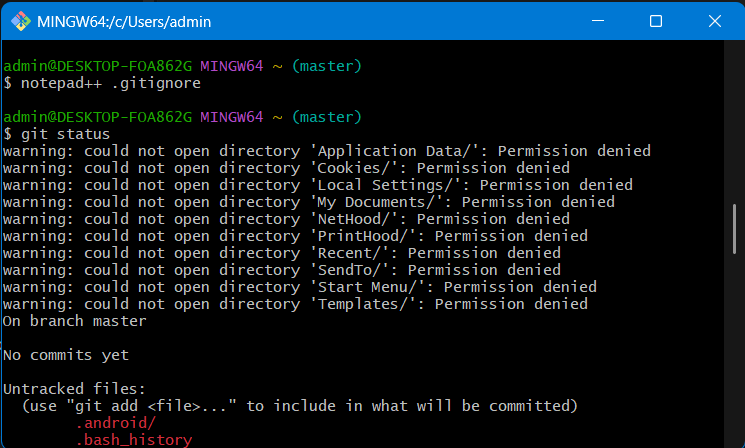 MINGW64:/c/Users/admin
admin@DESKTOP-FOA862G MINGW64 ~ (master)
$ notepad++ .gitignore
admin@DESKTOP-FOA862G MINGW64 ~ (master)
$ git status
warning: could not open directory 'Application Data/': Permission denied
warning: could not open directory 'Cookies/': Permission denied
warning: could not open directory 'Local Settings/': Permission denied
warning: could not open directory 'My Documents/': Permission denied
warning: could not open directory 'NetHood/': Permission denied
warning: could not open directory 'PrintHood/': Permission denied
warning: could not open directory 'Recent/': Permission denied
warning: could not open directory 'SendTo/': Permission denied
warning: could not open directory 'Start Menu/': Permission denied
warning: could not open directory 'Templates/': Permission denied
On branch master
No commits yet
Untracked files:
  (use "git add <file>..." to include in what will be committed)
        .android/
        .bash_history